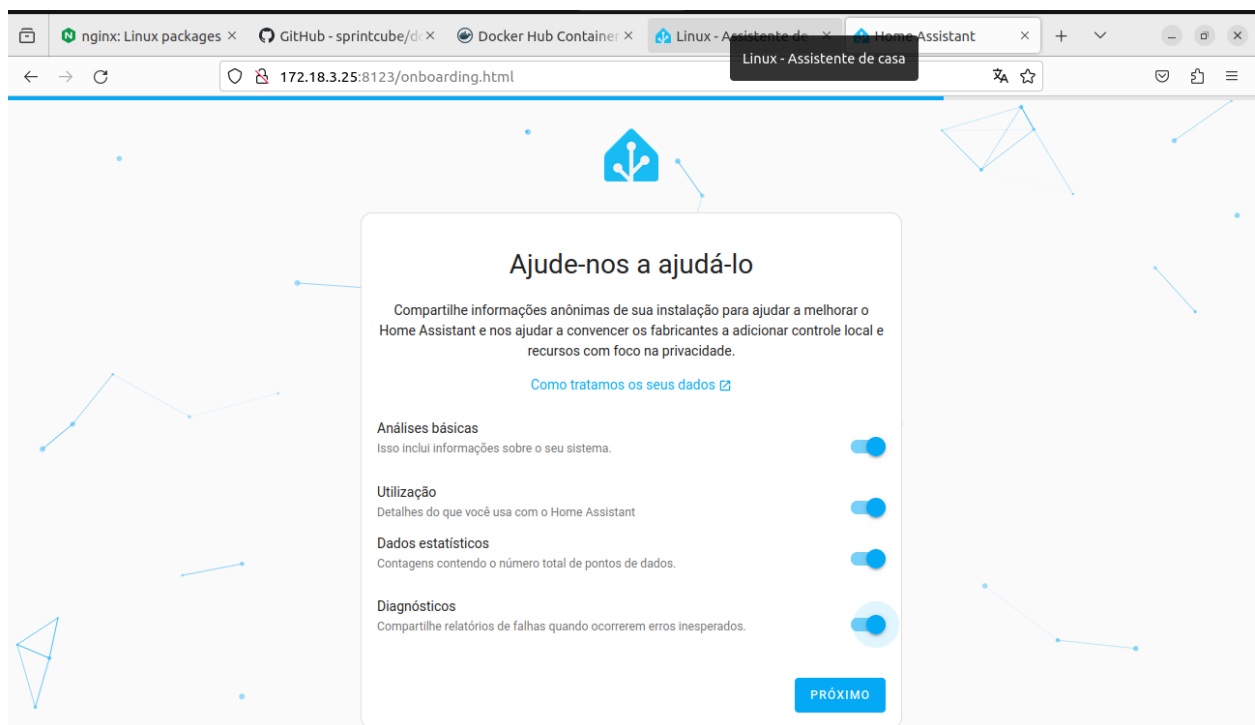 nginx: Linux packages
GitHub - sprintcube/do
Docker Hub Container
Linux - Assistente de
Home Assistant
Linux - Assistente de casa
172.18.3.25:8123/onboarding.html
Ajude-nos a ajudá-lo
Compartilhe informações anônimas de sua instalação para ajudar a melhorar o
Home Assistant e nos ajudar a convencer os fabricantes a adicionar controle local e
recursos com foco na privacidade.
Como tratamos os seus dados
Análises básicas
Isso inclui informações sobre o seu sistema.
Utilização
Detalhes do que você usa com o Home Assistant
Dados estatísticos
Contagens contendo o número total de pontos de dados.
Diagnósticos
Compartilhe relatórios de falhas quando ocorrerem erros inesperados.
PRÓXIMO